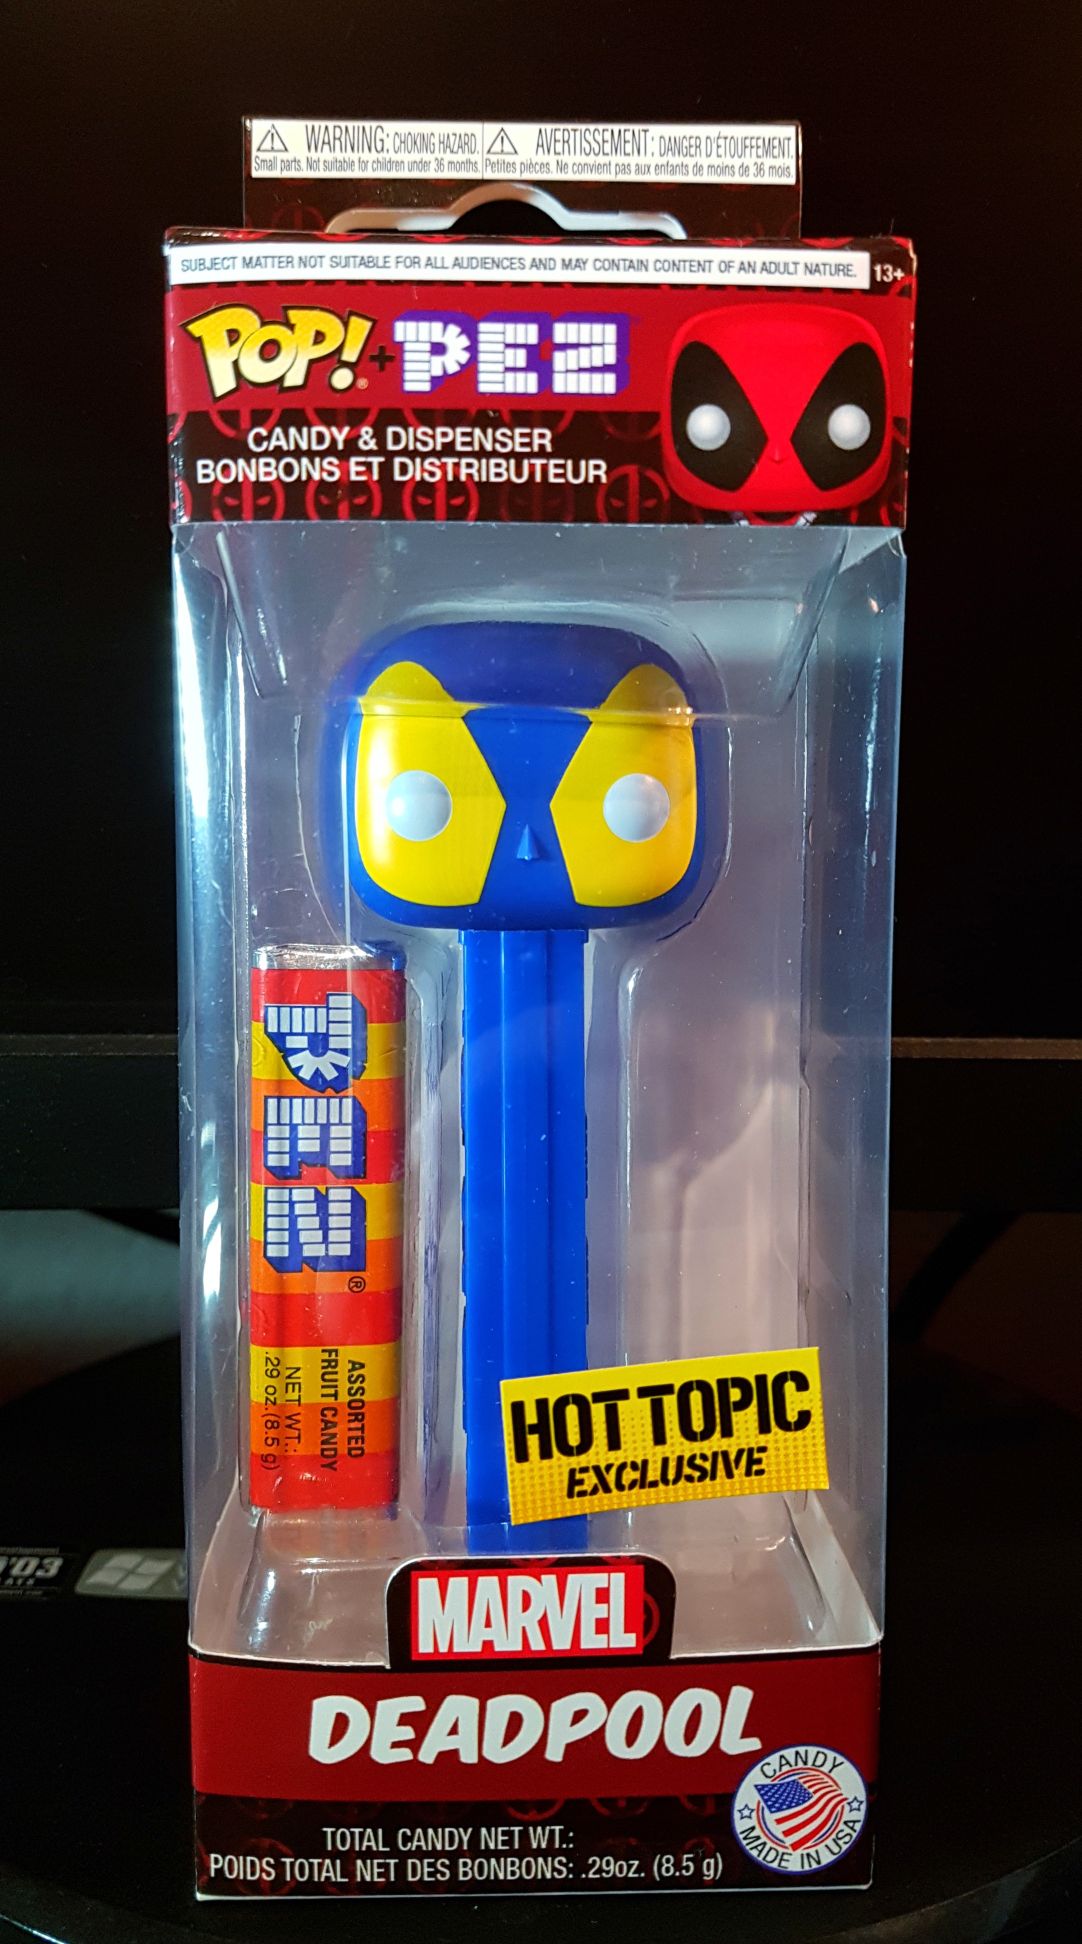 WARNING: CHOKING HAZARD.
Small parts. Not suitable for children under 36 months.
AVERTISSEMENT: DANGER D'ÉTOUFFEMENT.
Petites pièces. Ne convient pas aux enfants de moins de 36 mois.
SUBJECT MATTER NOT SUITABLE FOR ALL AUDIENCES AND MAY CONTAIN CONTENT OF AN ADULT NATURE.
13+
POP!® + PEZ
CANDY & DISPENSER
BONBONS ET DISTRIBUTEUR
PEZ®
ASSORTED
FRUIT CANDY
NET WT.:
.29 oz. (8.5 g)
HOT TOPIC
EXCLUSIVE
MARVEL
DEADPOOL
CANDY
MADE IN USA
TOTAL CANDY NET WT.:
POIDS TOTAL NET DES BONBONS: .29oz. (8.5 g)
'03